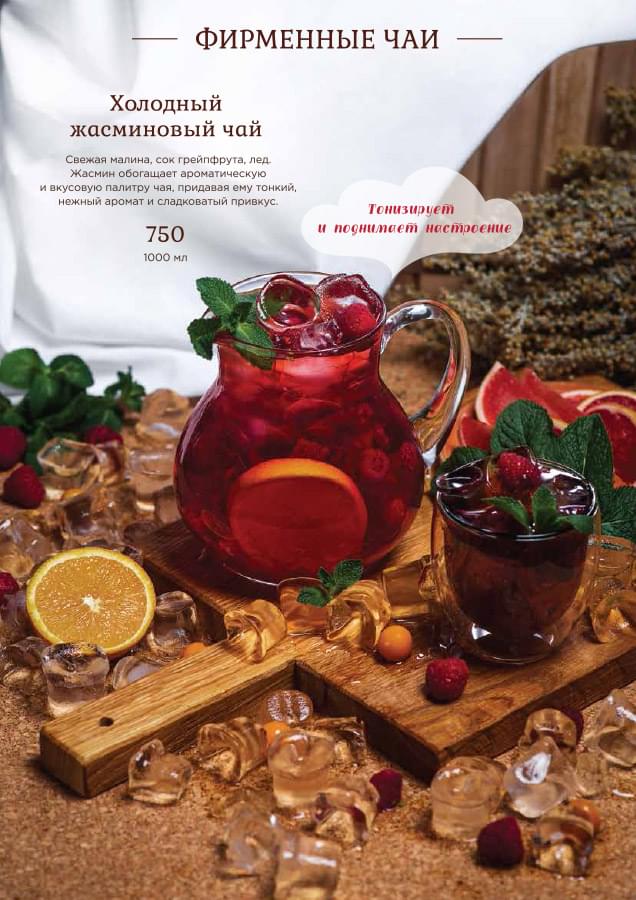 ФИРМЕННЫЕ ЧАИ
Холодный
жасминовый чай
Свежая малина, сок грейпфрута, лед.
Жасмин обогащает ароматическую
и вкусовую палитру чая, придавая ему тонкий,
нежный аромат и сладковатый привкус.
750
1000 мл
Тонизирует
и поднимает настроение